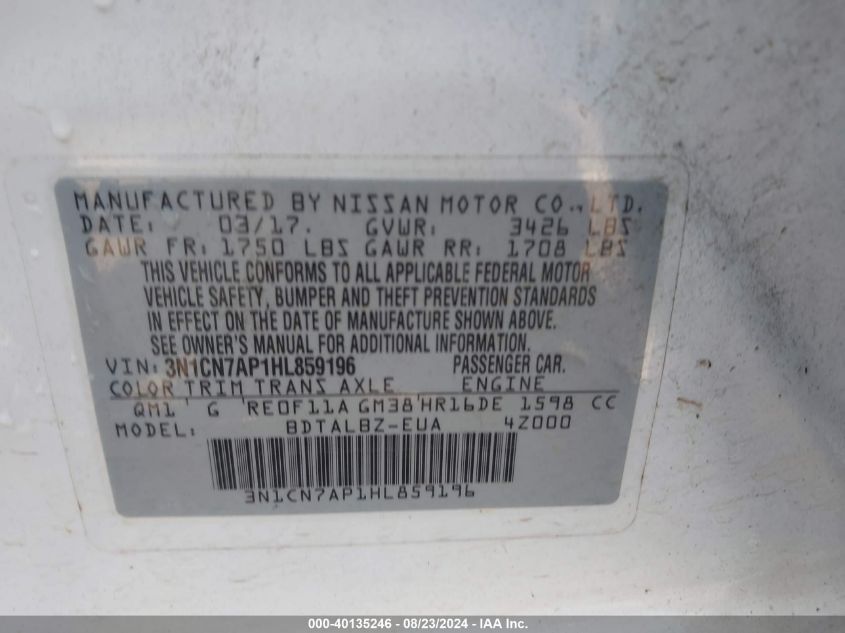 MANUFACTURED BY NISSAN MOTOR CO., LTD.
DATE: 03/17. GVWR: 3426 LBS
GAWR FR: 1750 LBS GAWR RR: 1708 LBS
THIS VEHICLE CONFORMS TO ALL APPLICABLE FEDERAL MOTOR
VEHICLE SAFETY, BUMPER AND THEFT PREVENTION STANDARDS
IN EFFECT ON THE DATE OF MANUFACTURE SHOWN ABOVE.
SEE OWNER'S MANUAL FOR ADDITIONAL INFORMATION.
VIN: 3N1CN7AP1HL859196 PASSENGER CAR.
COLOR TRIM TRANS AXLE ENGINE
QM1 G RE0F11A GM38 HR16DE 1598 CC
MODEL: BDTALBZ-EUA 4Z000
3N1CN7AP1HL859196
000-40135246 - 08/23/2024 - IAA Inc.